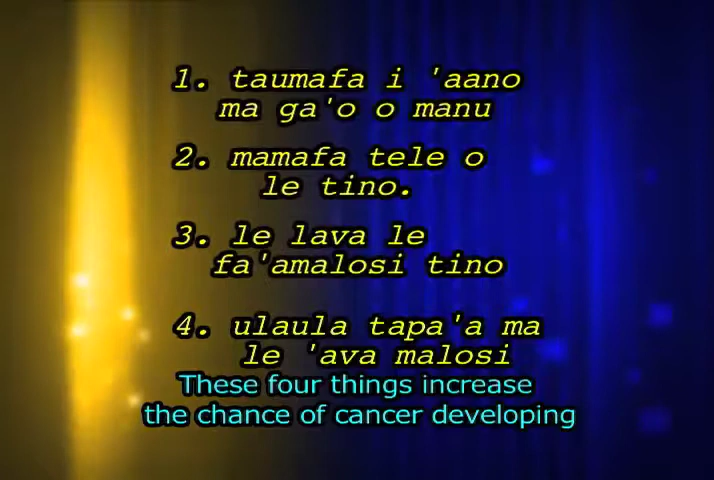 1. taumafa i 'aano
ma ga'o o manu
2. mamafa tele o
le tino.
3. le lava le
fa'amalosi tino
4. ulaula tapa'a ma
le 'ava malosi
These four things increase
the chance of cancer developing